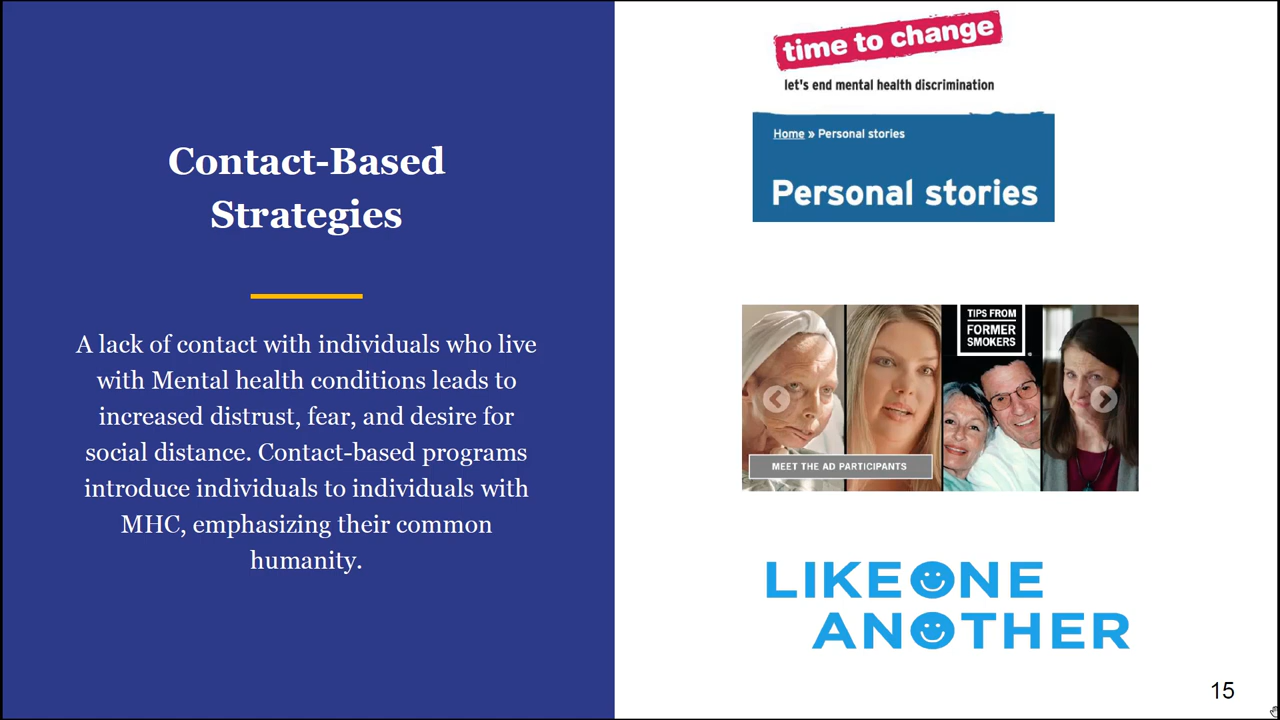 Contact-Based
Strategies
A lack of contact with individuals who live
with Mental health conditions leads to
increased distrust, fear, and desire for
social distance. Contact-based programs
introduce individuals to individuals with
MHC, emphasizing their common
humanity.
time to change
let's end mental health discrimination
Home » Personal stories
Personal stories
TIPS FROM
FORMER
SMOKERS
®
MEET THE AD PARTICIPANTS
LIKE ONE
ANOTHER
15